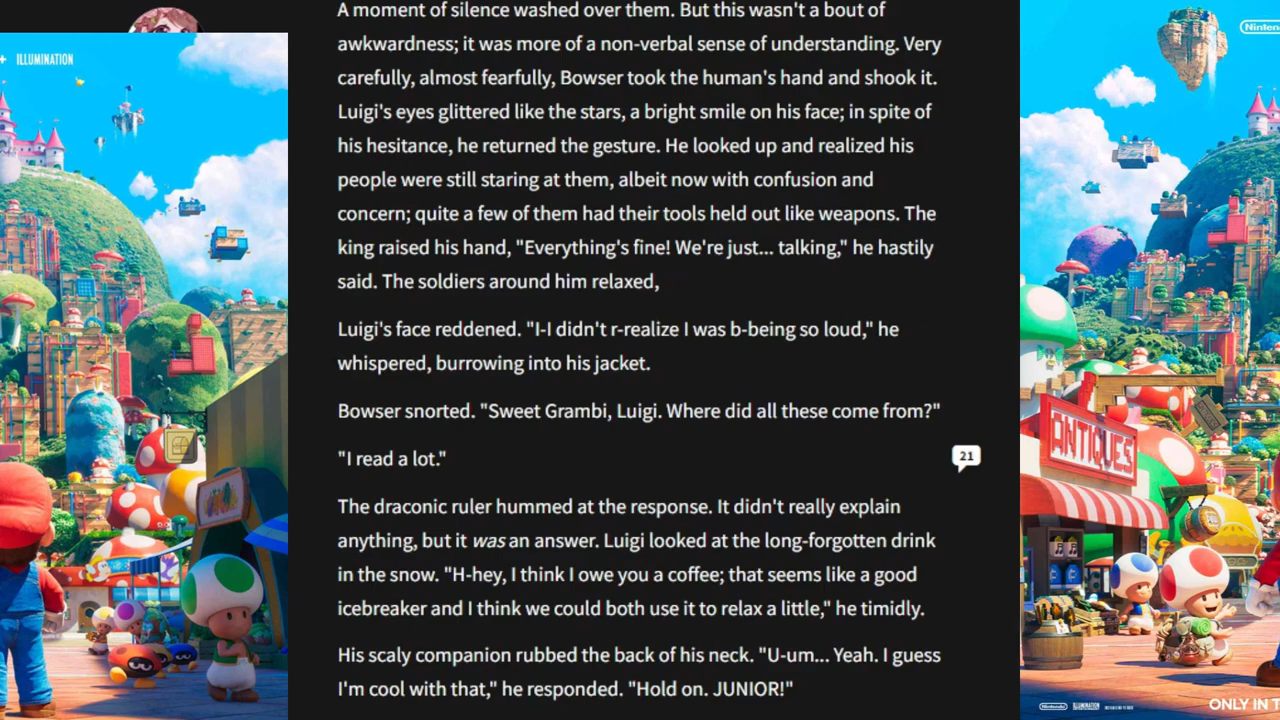 + ILLUMINATION
A moment of silence washed over them. But this wasn't a bout of
awkwardness; it was more of a non-verbal sense of understanding. Very
carefully, almost fearfully, Bowser took the human's hand and shook it.
Luigi's eyes glittered like the stars, a bright smile on his face; in spite of
his hesitance, he returned the gesture. He looked up and realized his
people were still staring at them, albeit now with confusion and
concern; quite a few of them had their tools held out like weapons. The
king raised his hand, "Everything's fine! We're just... talking," he hastily
said. The soldiers around him relaxed,
Luigi's face reddened. "I-I didn't r-realize I was b-being so loud," he
whispered, burrowing into his jacket.
Bowser snorted. "Sweet Grambi, Luigi. Where did all these come from?"
"I read a lot."
21
The draconic ruler hummed at the response. It didn't really explain
anything, but it was an answer. Luigi looked at the long-forgotten drink
in the snow. "H-hey, I think I owe you a coffee; that seems like a good
icebreaker and I think we could both use it to relax a little," he timidly.
His scaly companion rubbed the back of his neck. "U-um... Yeah. I guess
I'm cool with that," he responded. "Hold on. JUNIOR!"
Ninten
ANTIQUES
Nintendo ILLUMINATION
ONLY IN T